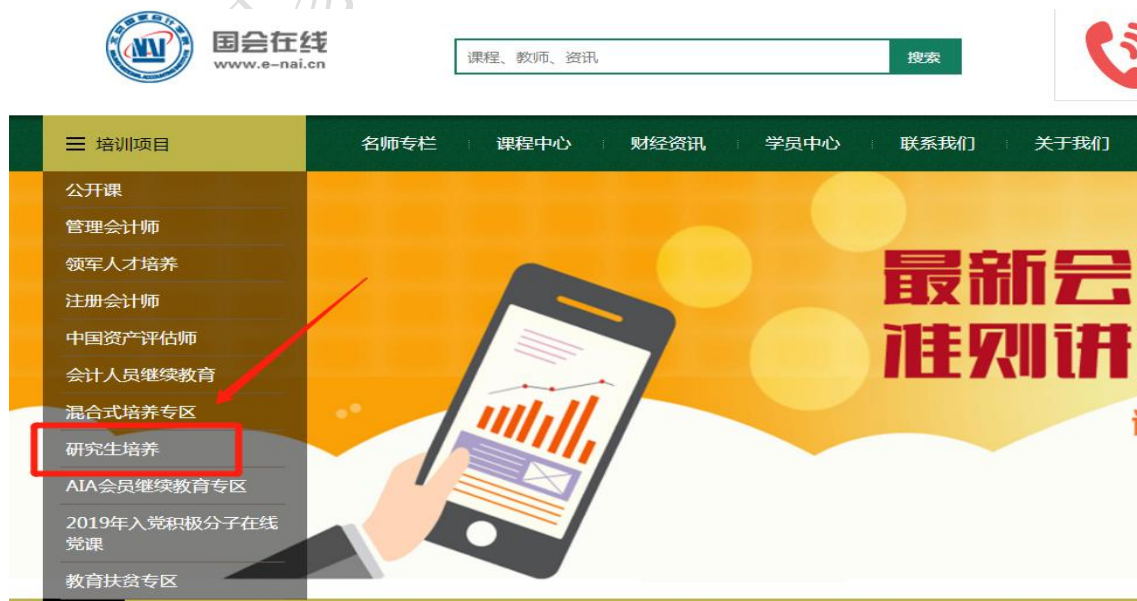 国会在线
www.e-nai.cn
课程、教师、资讯
搜索
培训项目
名师专栏
课程中心
财经资讯
学员中心
联系我们
关于我们
公开课
管理会计师
领军人才培养
注册会计师
中国资产评估师
会计人员继续教育
混合式培养专区
研究生培养
AIA会员继续教育专区
2019年入党积极分子在线
党课
教育扶贫专区
最新会
准则讲